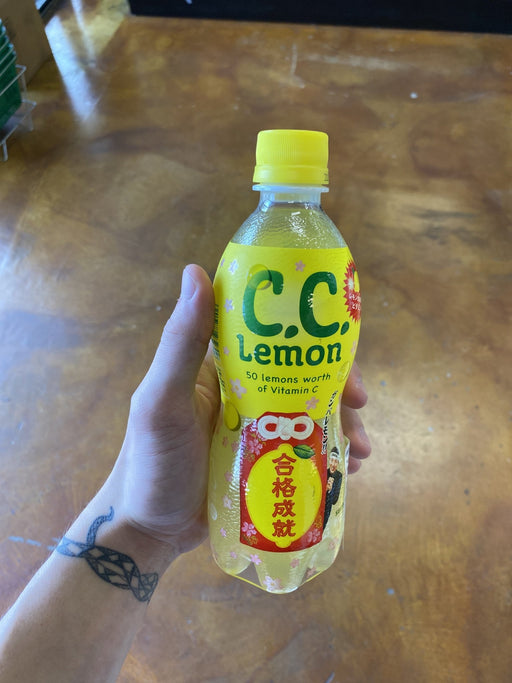 C.C.
Lemon
50 lemons worth
of Vitamin C
合格成就